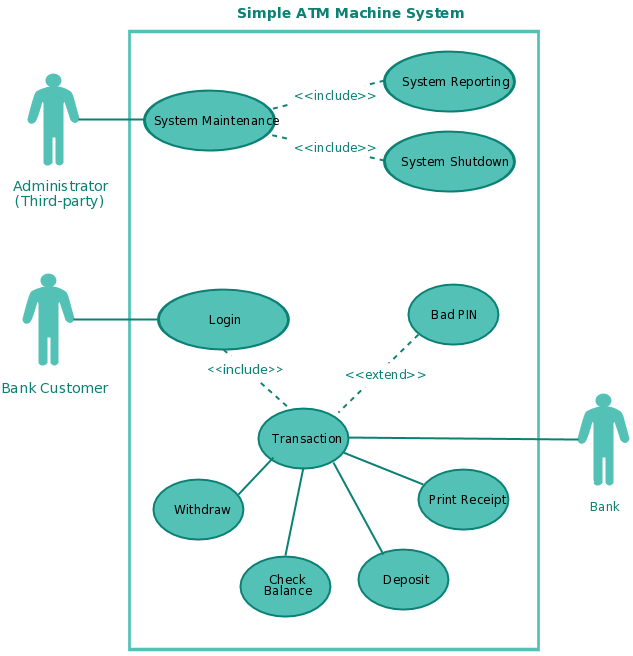 Simple ATM Machine System
System Reporting
<<include>>
System Maintenance
<<include>>
System Shutdown
Administrator
(Third-party)
Login
Bad PIN
<<include>>
<<extend>>
Bank Customer
Transaction
Print Receipt
Bank
Withdraw
Check
Balance
Deposit